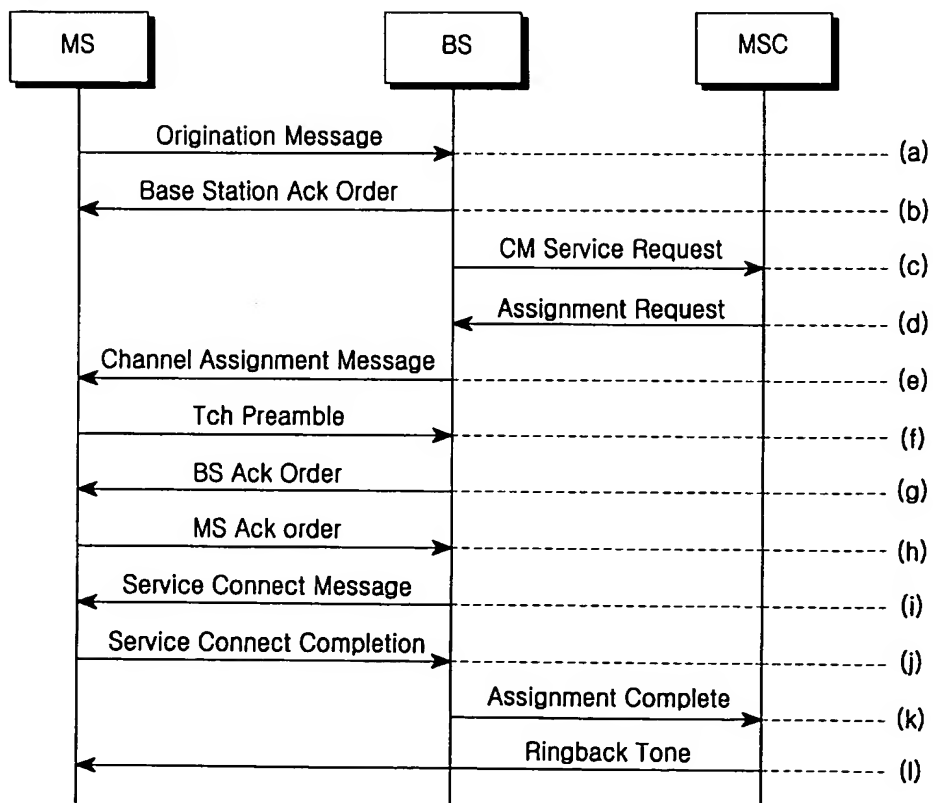 MS BS MSC
Origination Message (a)
Base Station Ack Order (b)
CM Service Request (c)
Assignment Request (d)
Channel Assignment Message (e)
Tch Preamble (f)
BS Ack Order (g)
MS Ack order (h)
Service Connect Message (i)
Service Connect Completion (j)
Assignment Complete (k)
Ringback Tone (l)